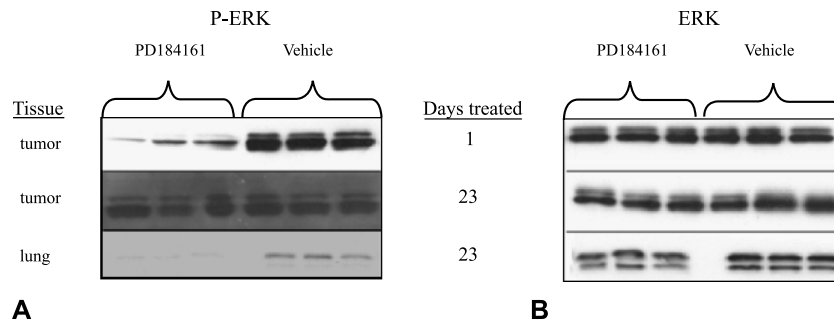 P-ERK
ERK
PD184161 Vehicle
PD184161 Vehicle
Tissue
Days treated
tumor 1
tumor 23
lung 23
A
B